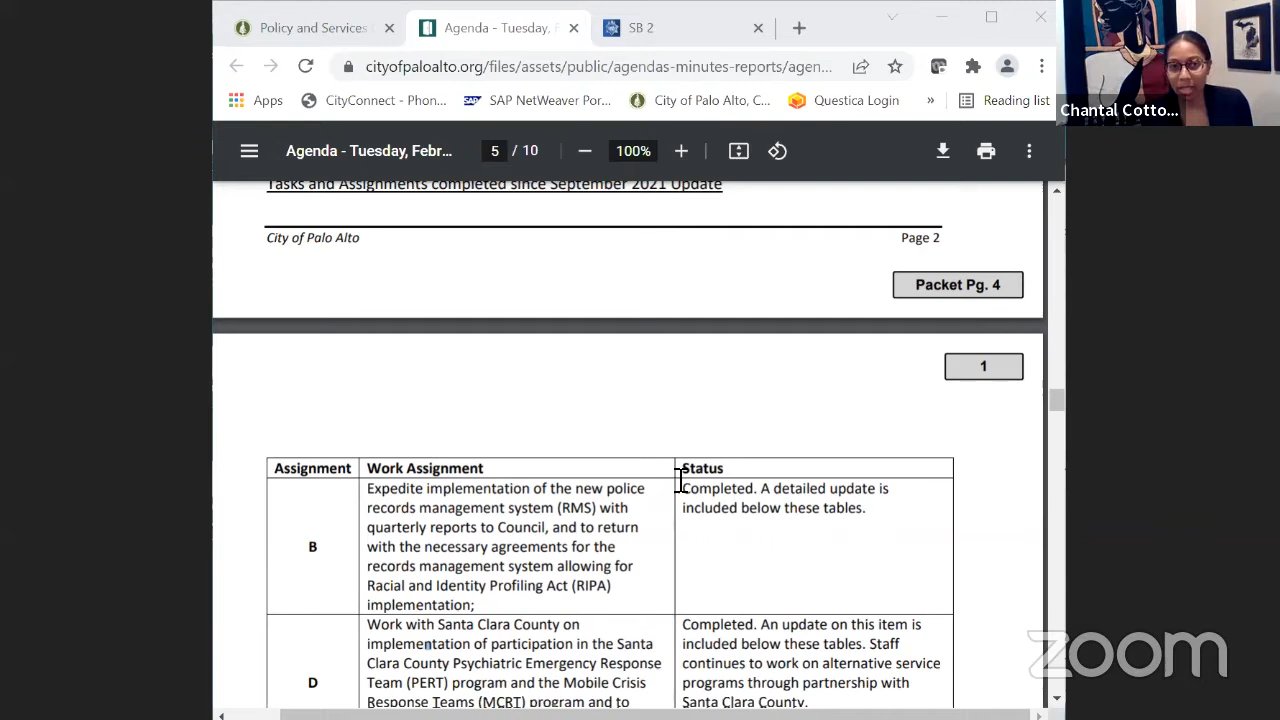 Policy and Services
Agenda - Tuesday, F
SB 2
cityofpaloalto.org/files/assets/public/agendas-minutes-reports/agen...
Apps
CityConnect - Phon...
SAP NetWeaver Por...
City of Palo Alto, C...
Questica Login
»
Reading list
Chantal Cotto...
Agenda - Tuesday, Febr...
5 / 10
100%
Tasks and Assignments completed since September 2021 Update
City of Palo Alto
Page 2
Packet Pg. 4
1
Assignment
Work Assignment
Status
B
Expedite implementation of the new police
records management system (RMS) with
quarterly reports to Council, and to return
with the necessary agreements for the
records management system allowing for
Racial and Identity Profiling Act (RIPA)
implementation;
Completed. A detailed update is
included below these tables.
D
Work with Santa Clara County on
implementation of participation in the Santa
Clara County Psychiatric Emergency Response
Team (PERT) program and the Mobile Crisis
Response Teams (MCRT) program and to
Completed. An update on this item is
included below these tables. Staff
continues to work on alternative service
programs through partnership with
Santa Clara County.
zoom